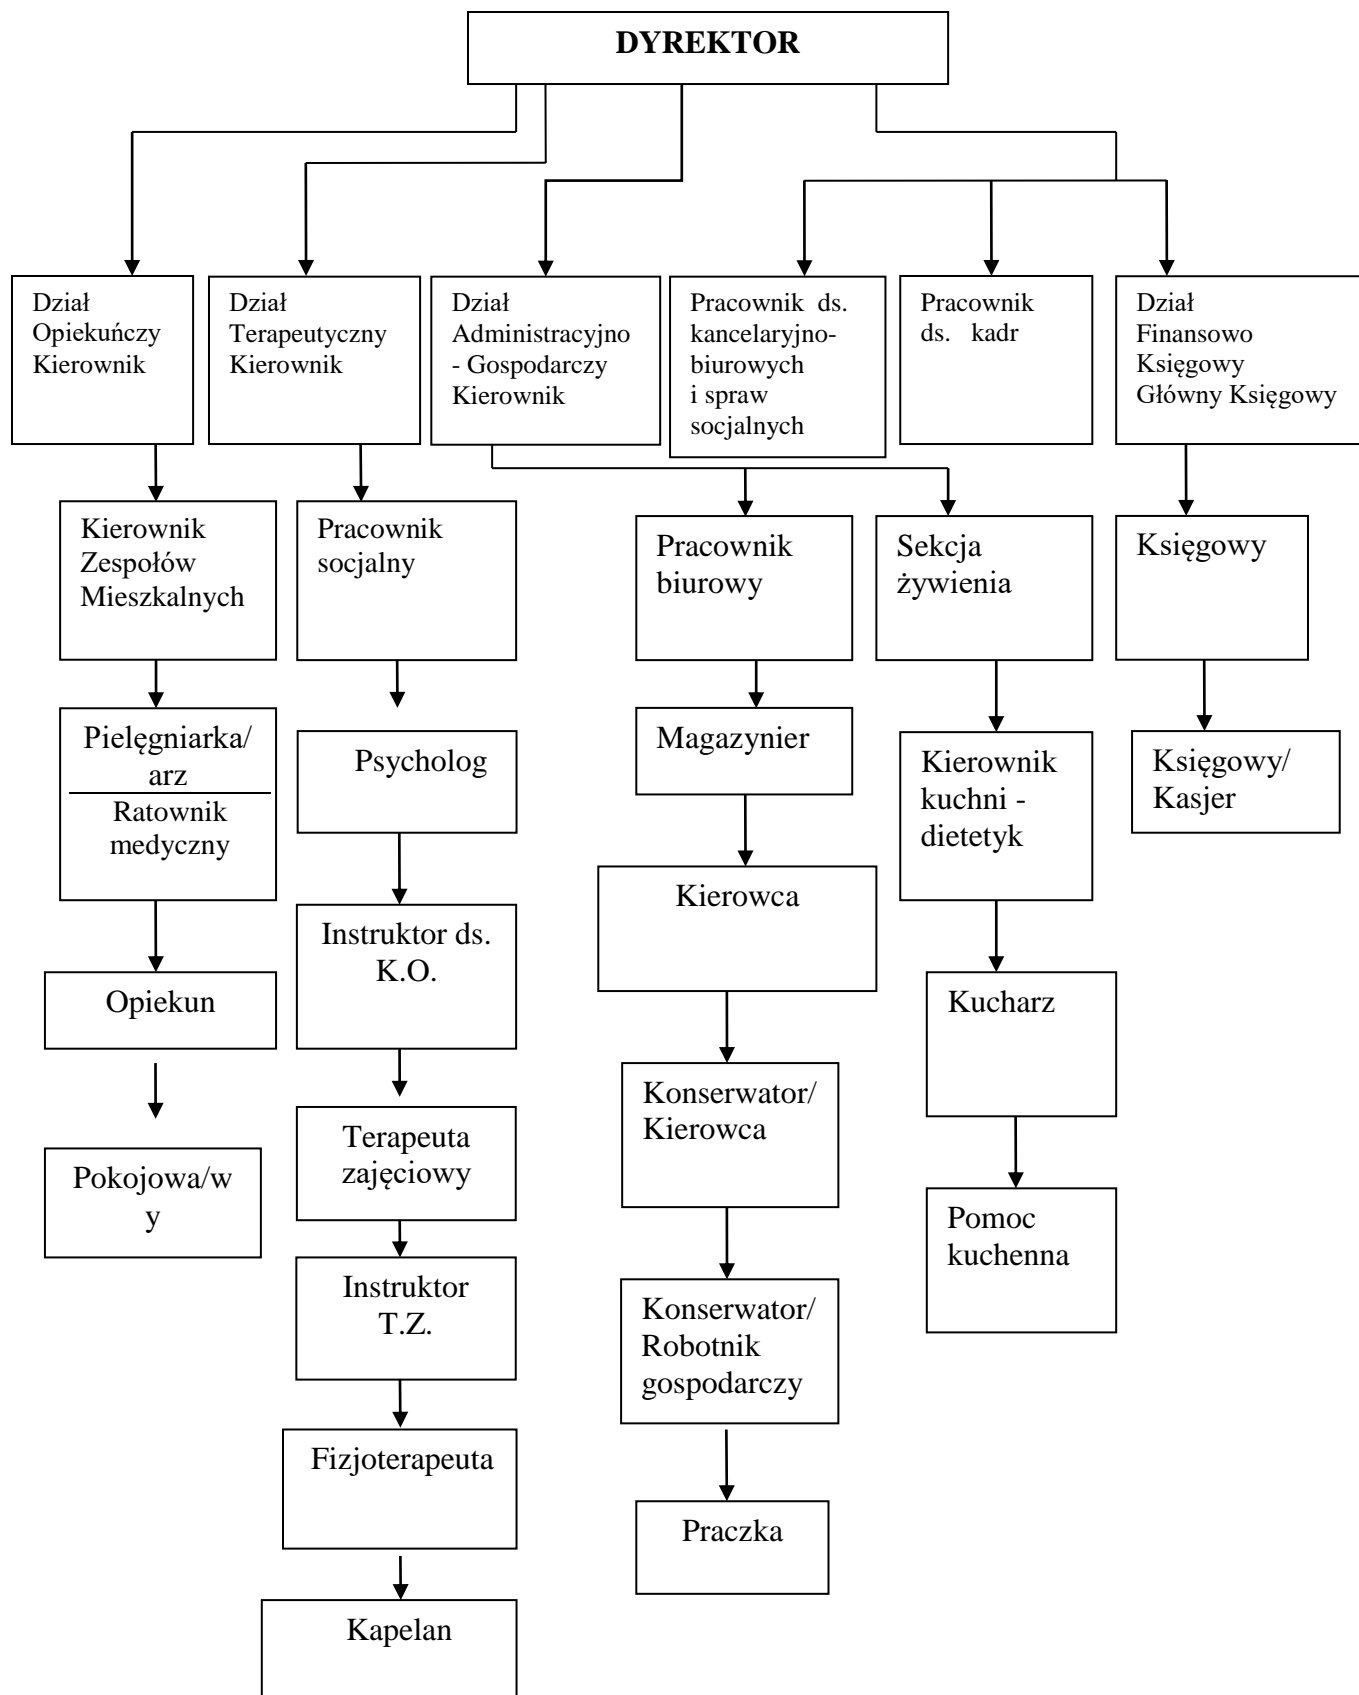 DYREKTOR
Dział
Opiekuńczy
Kierownik
Dział
Terapeutyczny
Kierownik
Dział
Administracyjno
- Gospodarczy
Kierownik
Pracownik ds.
kancelaryjno-
biurowych
i spraw
socjalnych
Pracownik
ds. kadr
Dział
Finansowo
Księgowy
Główny Księgowy
Kierownik
Zespołów
Mieszkalnych
Pracownik
socjalny
Pracownik
biurowy
Sekcja
żywienia
Księgowy
Pielęgniarka/
arz
Ratownik
medyczny
Psycholog
Magazynier
Kierownik
kuchni -
dietetyk
Księgowy/
Kasjer
Kierowca
Instruktor ds.
K.O.
Opiekun
Kucharz
Konserwator/
Kierowca
Terapeuta
zajęciowy
Pokojowa/w
y
Pomoc
kuchenna
Instruktor
T.Z.
Konserwator/
Robotnik
gospodarczy
Fizjoterapeuta
Praczka
Kapelan